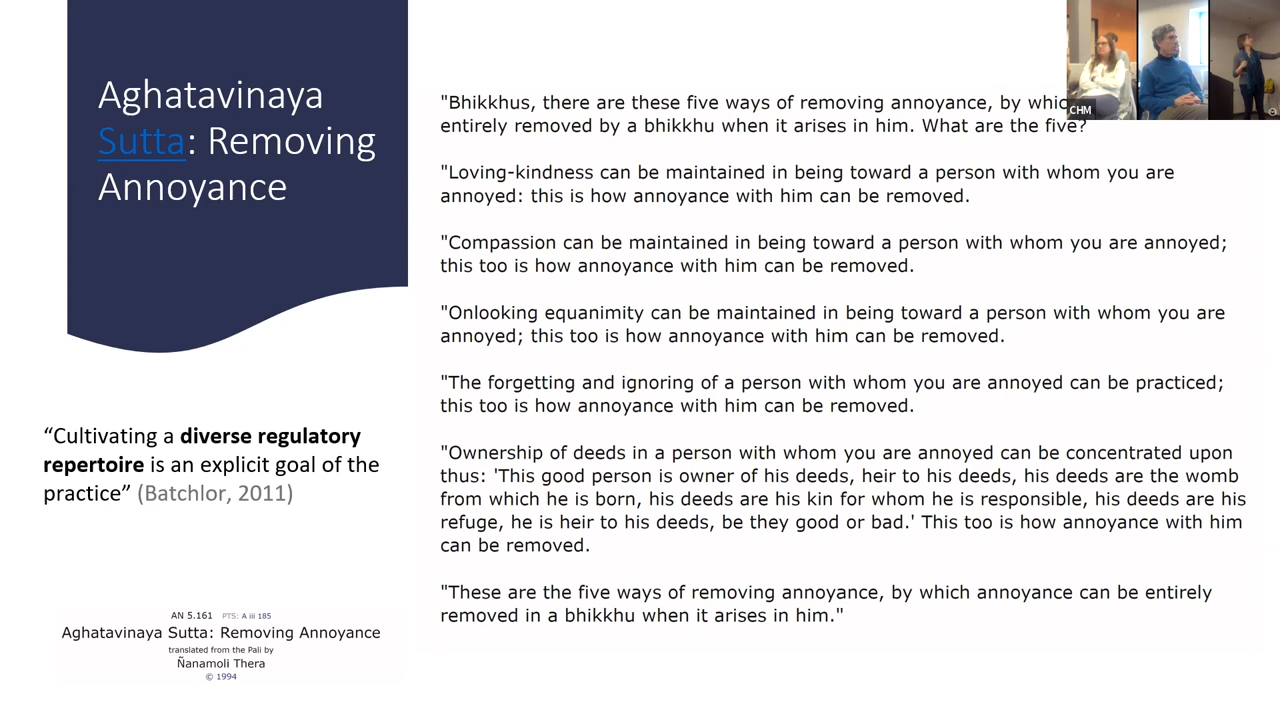 Aghatavinaya
Sutta: Removing
Annoyance
"Bhikkhus, there are these five ways of removing annoyance, by
entirely removed by a bhikkhu when it arises in him. What are the five?
"Loving-kindness can be maintained in being toward a person with whom you are
annoyed: this is how annoyance with him can be removed.
"Compassion can be maintained in being toward a person with whom you are annoyed;
this too is how annoyance with him can be removed.
"Onlooking equanimity can be maintained in being toward a person with whom you are
annoyed; this too is how annoyance with him can be removed.
"The forgetting and ignoring of a person with whom you are annoyed can be practiced;
this too is how annoyance with him can be removed.
"Ownership of deeds in a person with whom you are annoyed can be concentrated upon
thus: 'This good person is owner of his deeds, heir to his deeds, his deeds are the womb
from which he is born, his deeds are his kin for whom he is responsible, his deeds are his
refuge, he is heir to his deeds, be they good or bad.' This too is how annoyance with him
can be removed.
"These are the five ways of removing annoyance, by which annoyance can be entirely
removed in a bhikkhu when it arises in him."
“Cultivating a diverse regulatory
repertoire is an explicit goal of the
practice” (Batchlor, 2011)
AN 5.161 PTS: A iii 185
Aghatavinaya Sutta: Removing Annoyance
translated from the Pali by
Ñanamoli Thera
© 1994
CHM